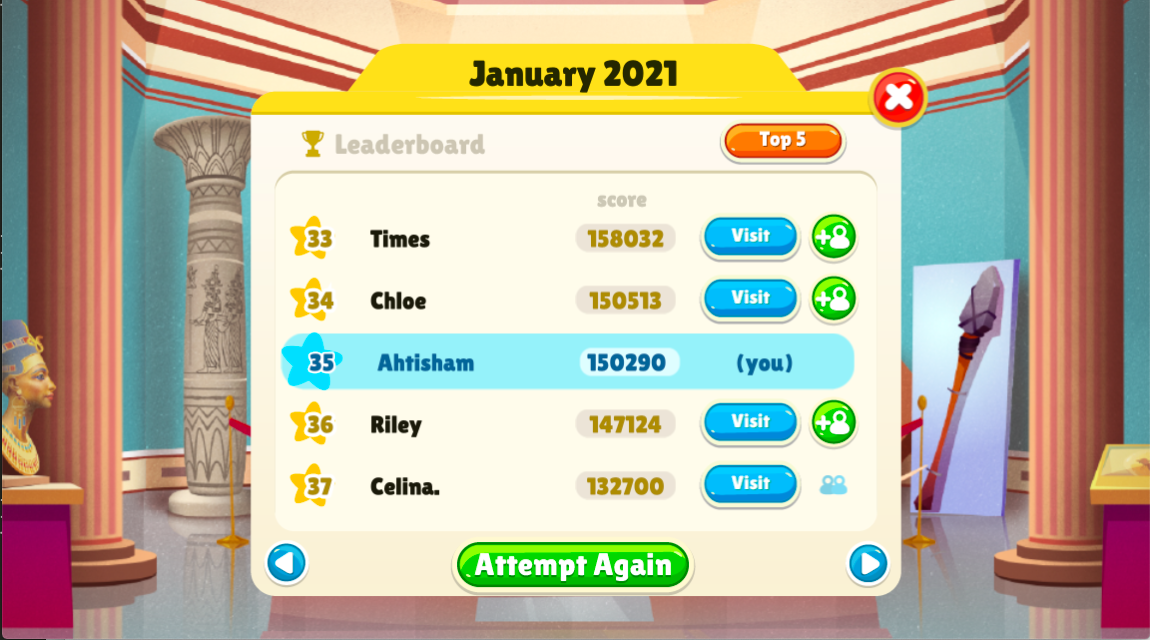 January 2021
Leaderboard Top 5
score
33 Times 158032 Visit
34 Chloe 150513 Visit
35 Ahtisham 150290 (you)
36 Riley 147124 Visit
37 Celina. 132700 Visit
Attempt Again